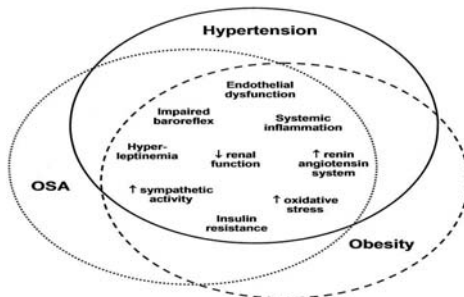 Hypertension
Endothelial
dysfunction
Impaired
baroreflex
Systemic
inflammation
Hyper-
leptinemia
↓ renal
function
↑ renin
angiotensin
system
OSA
↑ sympathetic
activity
↑ oxidative
stress
Insulin
resistance
Obesity